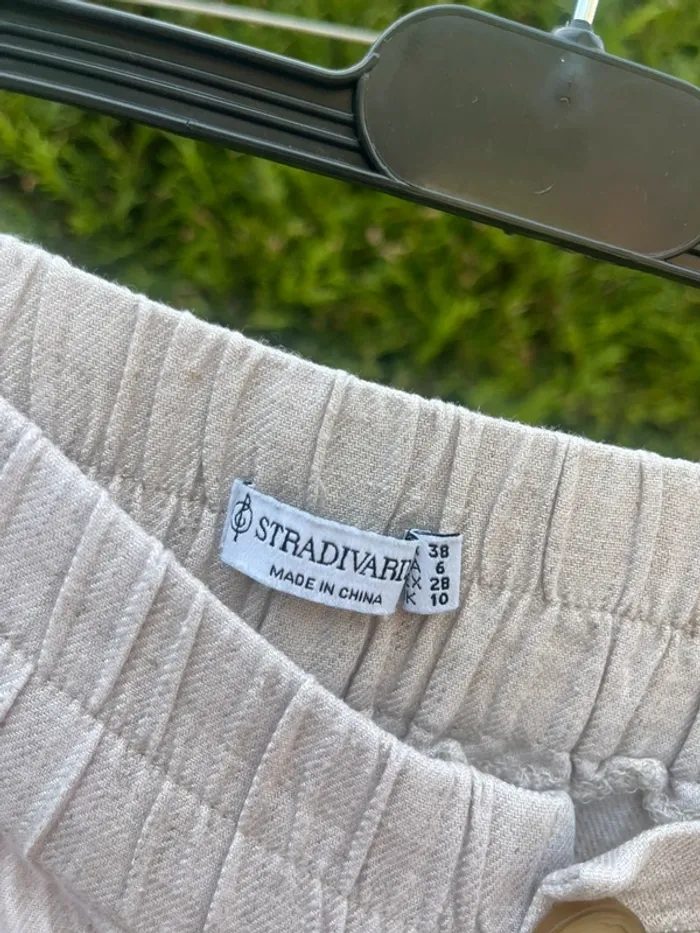 STRADIVARI
MADE IN CHINA
38
A 6
X 28
K 10